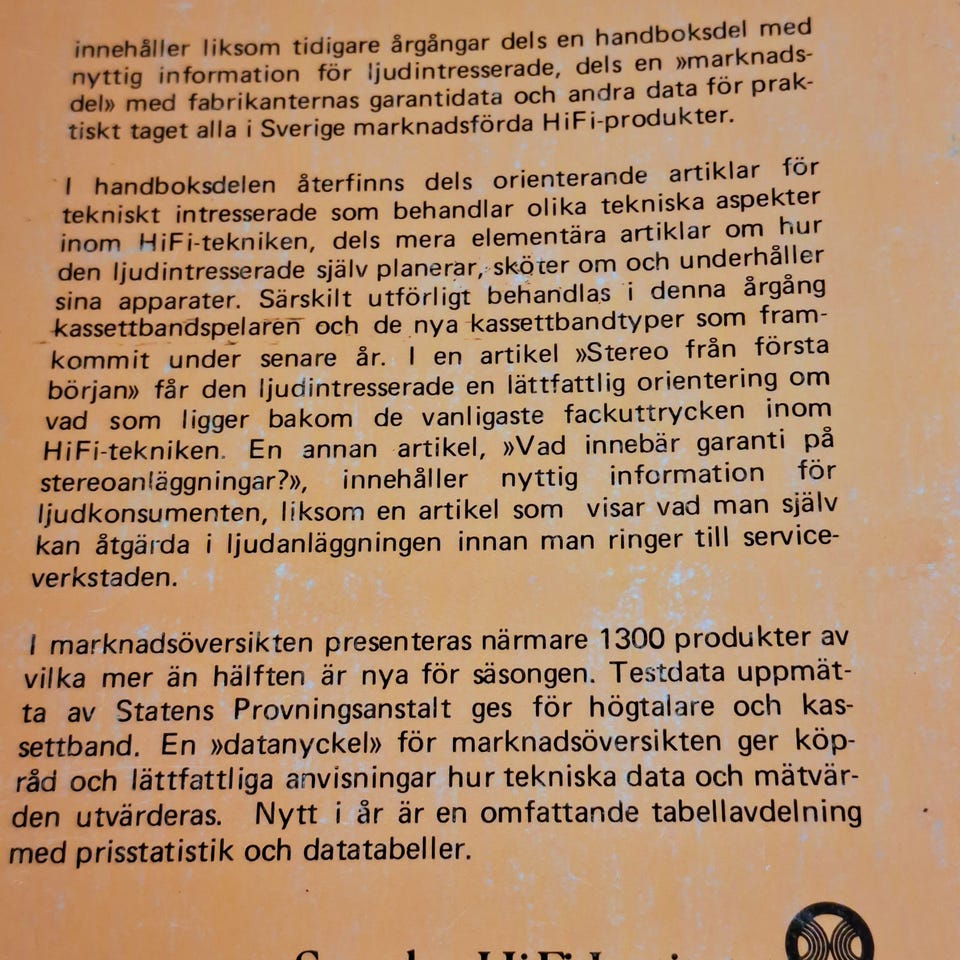 innehåller liksom tidigare årgångar dels en handboksdel med
nyttig information för ljudintresserade, dels en »marknads-
del» med fabrikanternas garantidata och andra data för prak-
tiskt taget alla i Sverige marknadsförda HiFi-produkter.
I handboksdelen återfinns dels orienterande artiklar för
tekniskt intresserade som behandlar olika tekniska aspekter
inom HiFi-tekniken, dels mera elementära artiklar om hur
den ljudintresserade själv planerar, sköter om och underhåller
sina apparater. Särskilt utförligt behandlas i denna årgång
kassettbandspelaren och de nya kassettbandtyper som fram-
kommit under senare år. I en artikel »Stereo från första
början» får den ljudintresserade en lättfattlig orientering om
vad som ligger bakom de vanligaste fackuttrycken inom
HiFi-tekniken. En annan artikel, »Vad innebär garanti på
stereoanläggningar?», innehåller nyttig information för
ljudkonsumenten, liksom en artikel som visar vad man själv
kan åtgärda i ljudanläggningen innan man ringer till service-
verkstaden.
I marknadsöversikten presenteras närmare 1300 produkter av
vilka mer än hälften är nya för säsongen. Testdata uppmät-
ta av Statens Provningsanstalt ges för högtalare och kas-
settband. En »datanyckel» för marknadsöversikten ger köp-
råd och lättfattliga anvisningar hur tekniska data och mätvär-
den utvärderas. Nytt i år är en omfattande tabellavdelning
med prisstatistik och datatabeller.